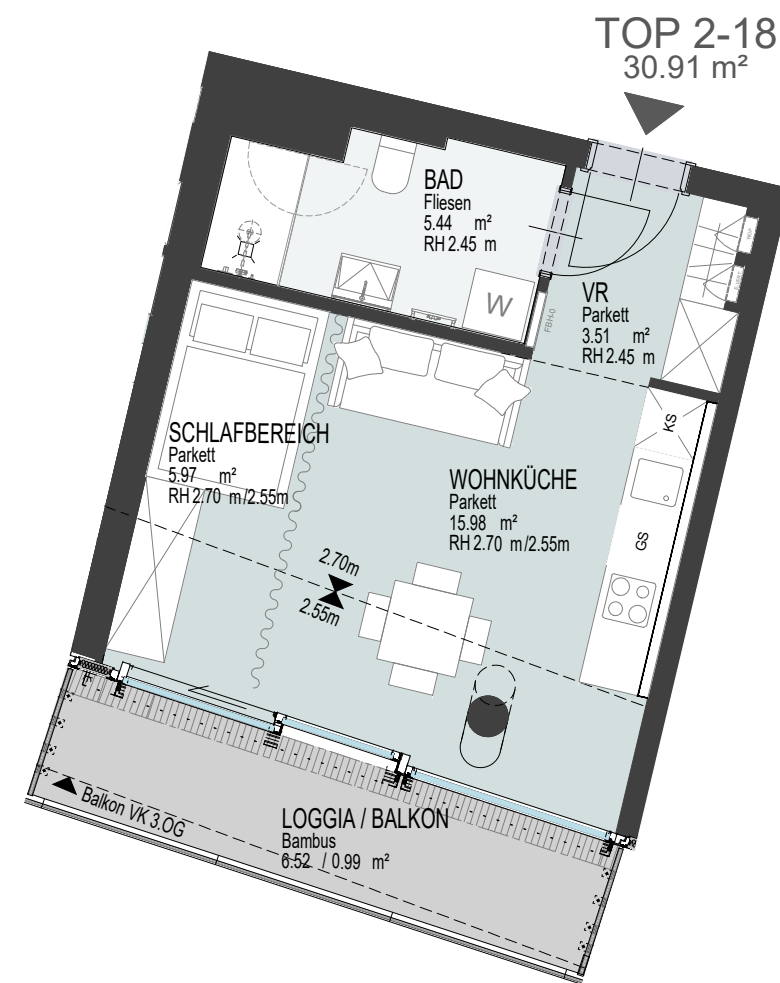 TOP 2-18
30.91 m²
BAD
Fliesen
5.44 m²
RH 2.45 m
W
FBH-0
VR
Parkett
3.51 m²
RH 2.45 m
KS
SCHLAFBEREICH
Parkett
5.97 m²
RH 2.70 m/2.55m
WOHNKÜCHE
Parkett
15.98 m²
RH 2.70 m/2.55m
GS
2.70m
2.55m
Balkon VK 3.OG
LOGGIA / BALKON
Bambus
6.52 / 0.99 m²